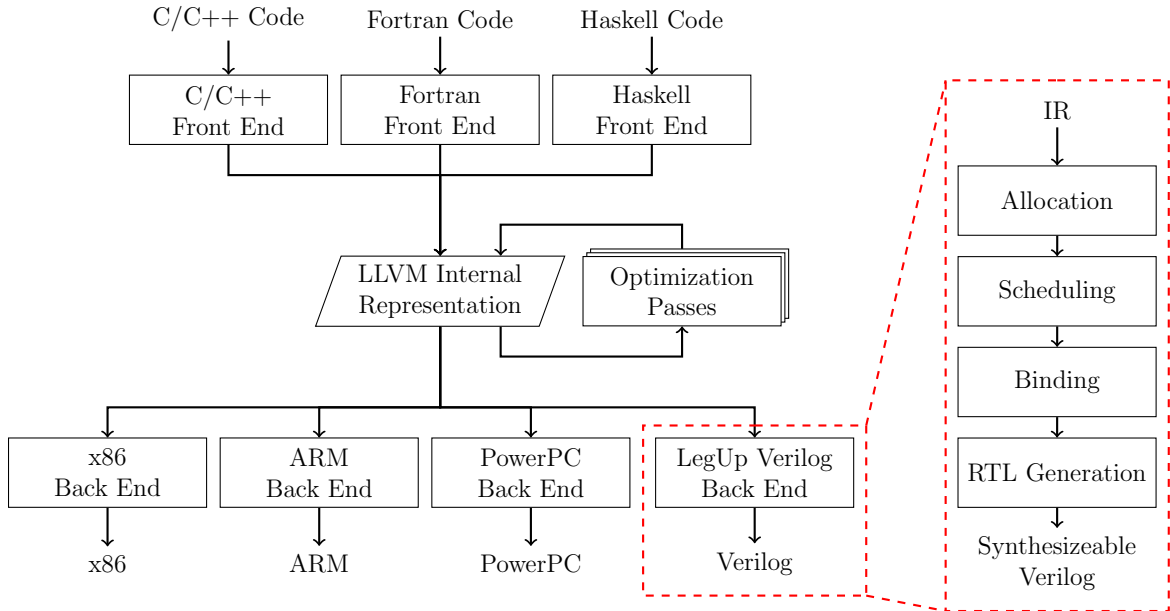 C/C++ Code
Fortran Code
Haskell Code
C/C++
Front End
Fortran
Front End
Haskell
Front End
LLVM Internal
Representation
Optimization
Passes
x86
Back End
ARM
Back End
PowerPC
Back End
LegUp Verilog
Back End
x86
ARM
PowerPC
Verilog
IR
Allocation
Scheduling
Binding
RTL Generation
Synthesizeable
Verilog